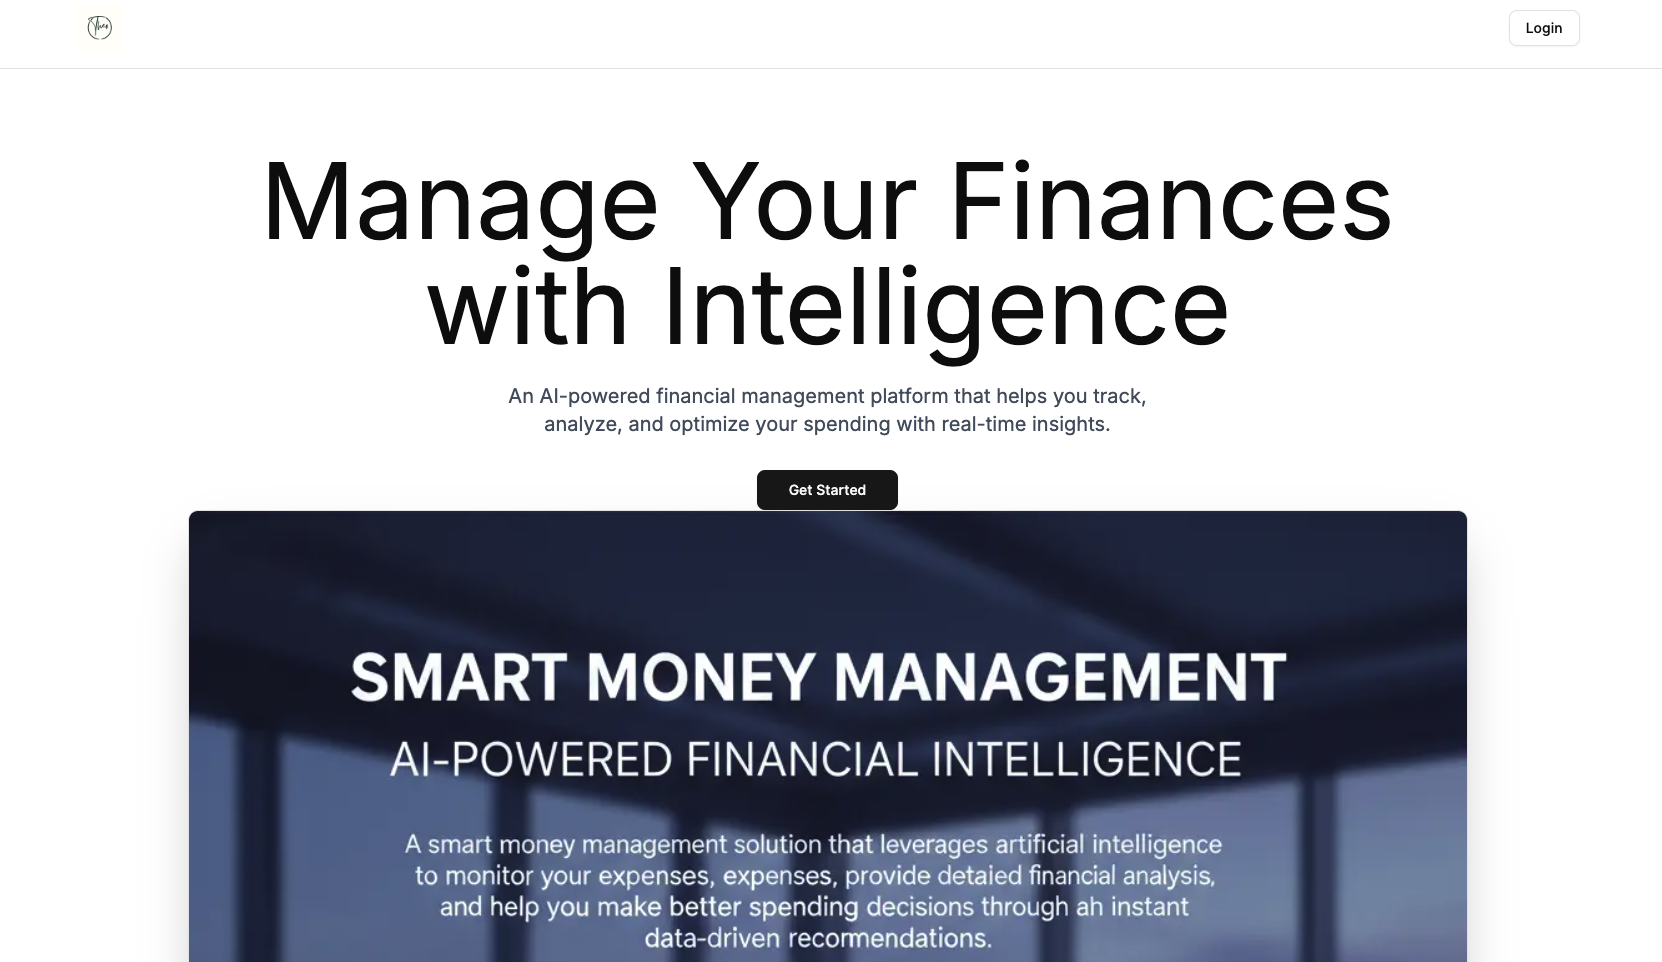 Login
Manage Your Finances
with Intelligence
An AI-powered financial management platform that helps you track,
analyze, and optimize your spending with real-time insights.
Get Started
SMART MONEY MANAGEMENT
AI-POWERED FINANCIAL INTELLIGENCE
A smart money management solution that leverages artificial intelligence
to monitor your expenses, expenses, provide detaied financial analysis,
and help you make better spending decisions through ah instant
data-driven recommendations.